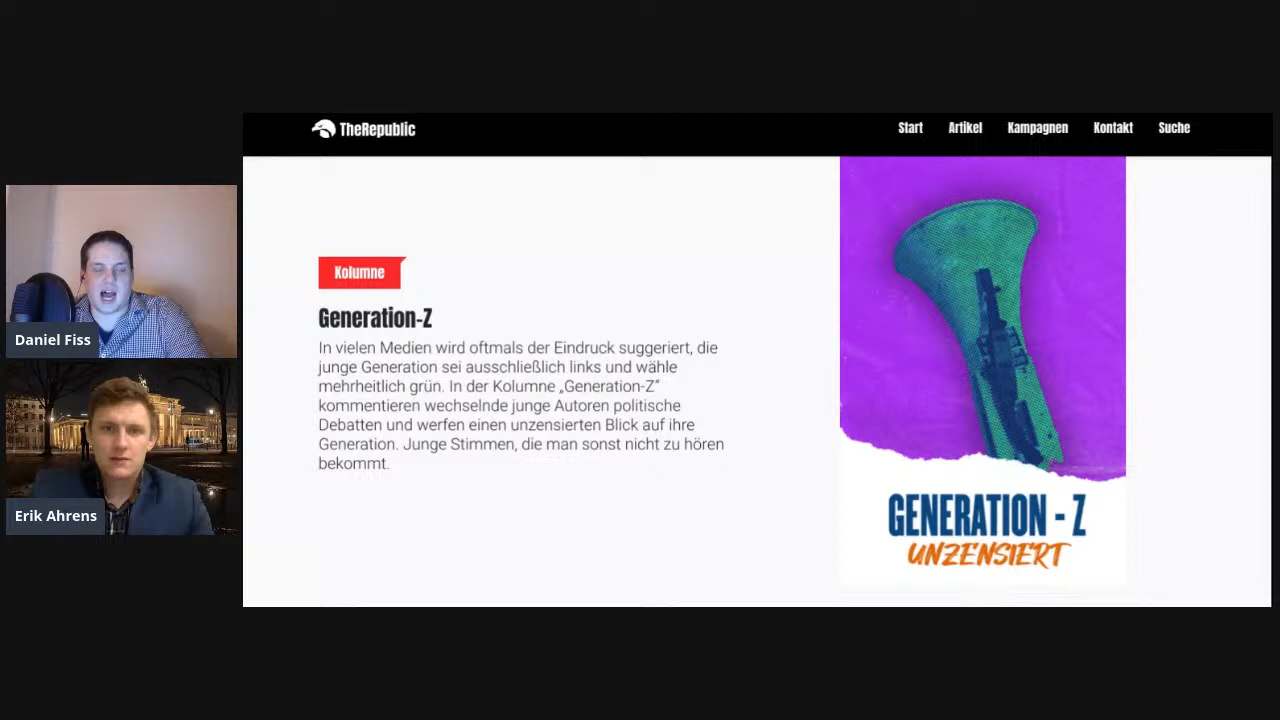 TheRepublic
Start
Artikel
Kampagnen
Kontakt
Suche
Daniel Fiss
Erik Ahrens
Kolumne
Generation-Z
In vielen Medien wird oftmals der Eindruck suggeriert, die
junge Generation sei ausschließlich links und wähle
mehrheitlich grün. In der Kolumne „Generation-Z“
kommentieren wechselnde junge Autoren politische
Debatten und werfen einen unzensierten Blick auf ihre
Generation. Junge Stimmen, die man sonst nicht zu hören
bekommt.
GENERATION - Z
UNZENSIERT